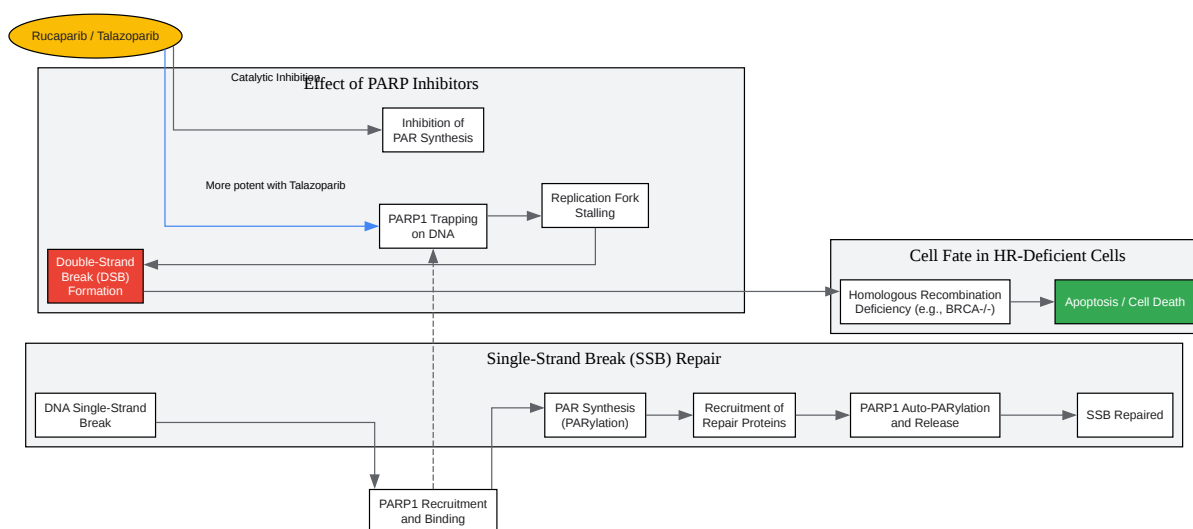 Rucaparib / Talazoparib
Catalytic Inhibition
Effect of PARP Inhibitors
Inhibition of
PAR Synthesis
More potent with Talazoparib
PARP1 Trapping
on DNA
Replication Fork
Stalling
Double-Strand
Break (DSB)
Formation
Cell Fate in HR-Deficient Cells
Homologous Recombination
Deficiency (e.g., BRCA-/-)
Apoptosis / Cell Death
Single-Strand Break (SSB) Repair
DNA Single-Strand
Break
PAR Synthesis
(PARylation)
Recruitment of
Repair Proteins
PARP1 Auto-PARylation
and Release
SSB Repaired
PARP1 Recruitment
and Binding